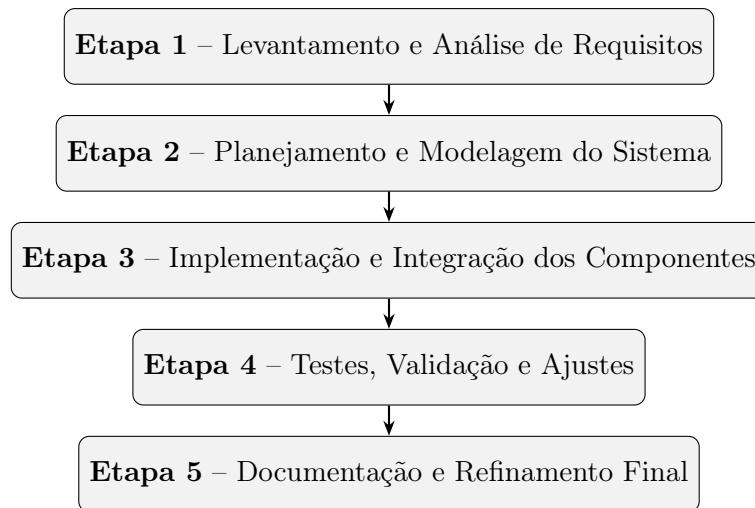 Etapa 1 – Levantamento e Análise de Requisitos
Etapa 2 – Planejamento e Modelagem do Sistema
Etapa 3 – Implementação e Integração dos Componentes
Etapa 4 – Testes, Validação e Ajustes
Etapa 5 – Documentação e Refinamento Final